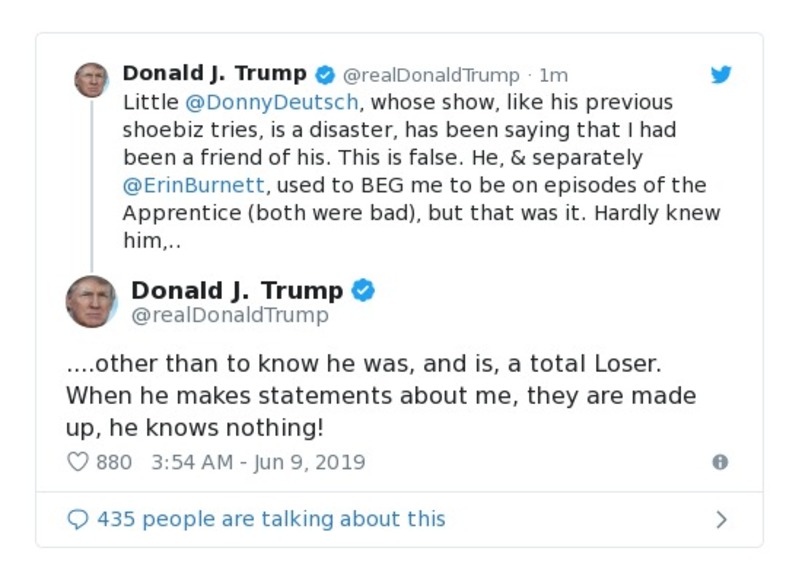 Donald J. Trump @realDonaldTrump · 1m
Little @DonnyDeutsch, whose show, like his previous
shoebiz tries, is a disaster, has been saying that I had
been a friend of his. This is false. He, & separately
@ErinBurnett, used to BEG me to be on episodes of the
Apprentice (both were bad), but that was it. Hardly knew
him,..
Donald J. Trump
@realDonaldTrump
....other than to know he was, and is, a total Loser.
When he makes statements about me, they are made
up, he knows nothing!
880 3:54 AM - Jun 9, 2019
435 people are talking about this